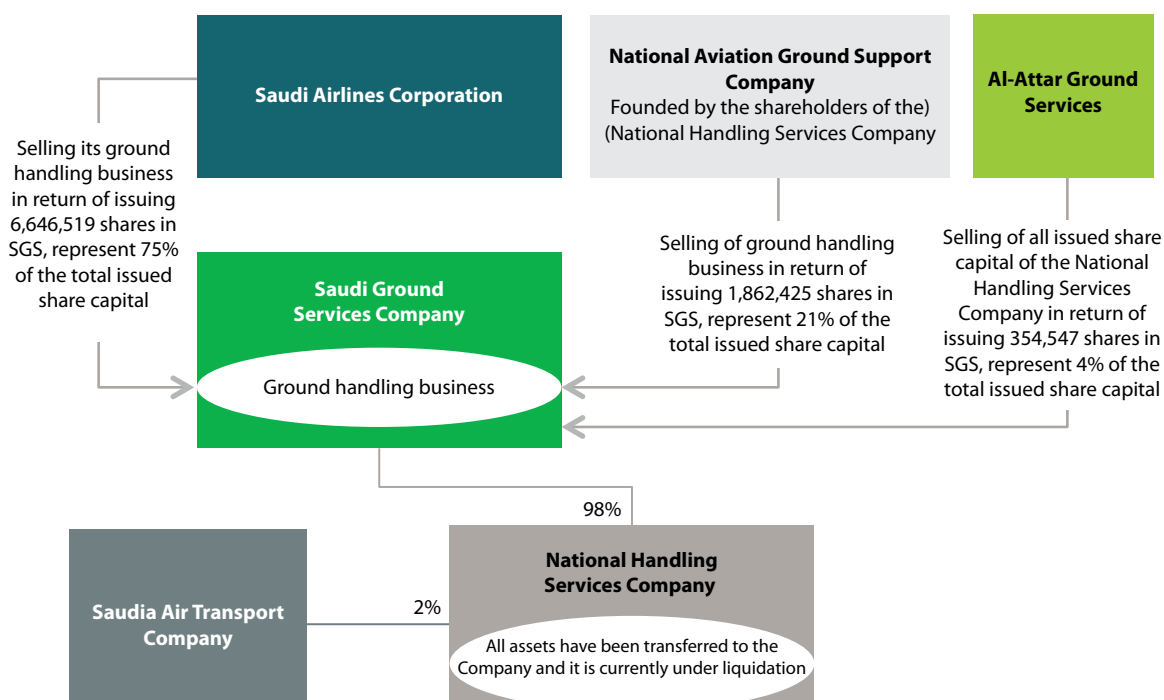 Saudi Airlines Corporation
National Aviation Ground Support
Company
Founded by the shareholders of the)
(National Handling Services Company
Al-Attar Ground
Services
Selling its ground
handling business
in return of issuing
6,646,519 shares in
SGS, represent 75%
of the total issued
share capital
Selling of ground handling
business in return of
issuing 1,862,425 shares in
SGS, represent 21% of the
total issued share capital
Selling of all issued share
capital of the National
Handling Services
Company in return of
issuing 354,547 shares in
SGS, represent 4% of the
total issued share capital
Saudi Ground
Services Company
Ground handling business
98%
Saudia Air Transport
Company
2%
National Handling
Services Company
All assets have been transferred to the
Company and it is currently under liquidation